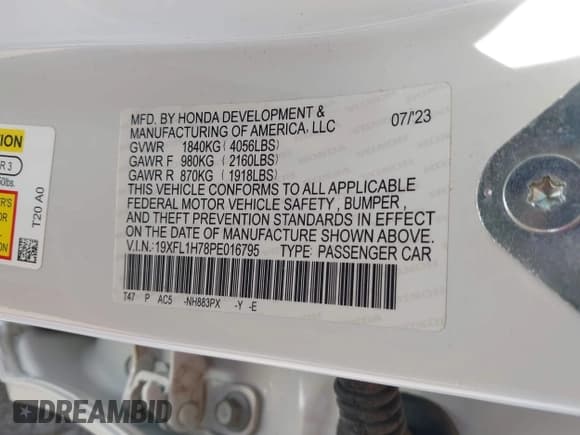 MFD. BY HONDA DEVELOPMENT &
MANUFACTURING OF AMERICA, LLC 07/'23
GVWR 1840KG (4056LBS)
GAWR F 980KG (2160LBS)
GAWR R 870KG (1918LBS)
THIS VEHICLE CONFORMS TO ALL APPLICABLE
FEDERAL MOTOR VEHICLE SAFETY, BUMPER,
AND THEFT PREVENTION STANDARDS IN EFFECT
ON THE DATE OF MANUFACTURE SHOWN ABOVE.
V.I.N.: 19XFL1H78PE016795 TYPE: PASSENGER CAR
T47 P AC5 -NH883PX -Y -E
T20 A0
R 3
DREAMBID